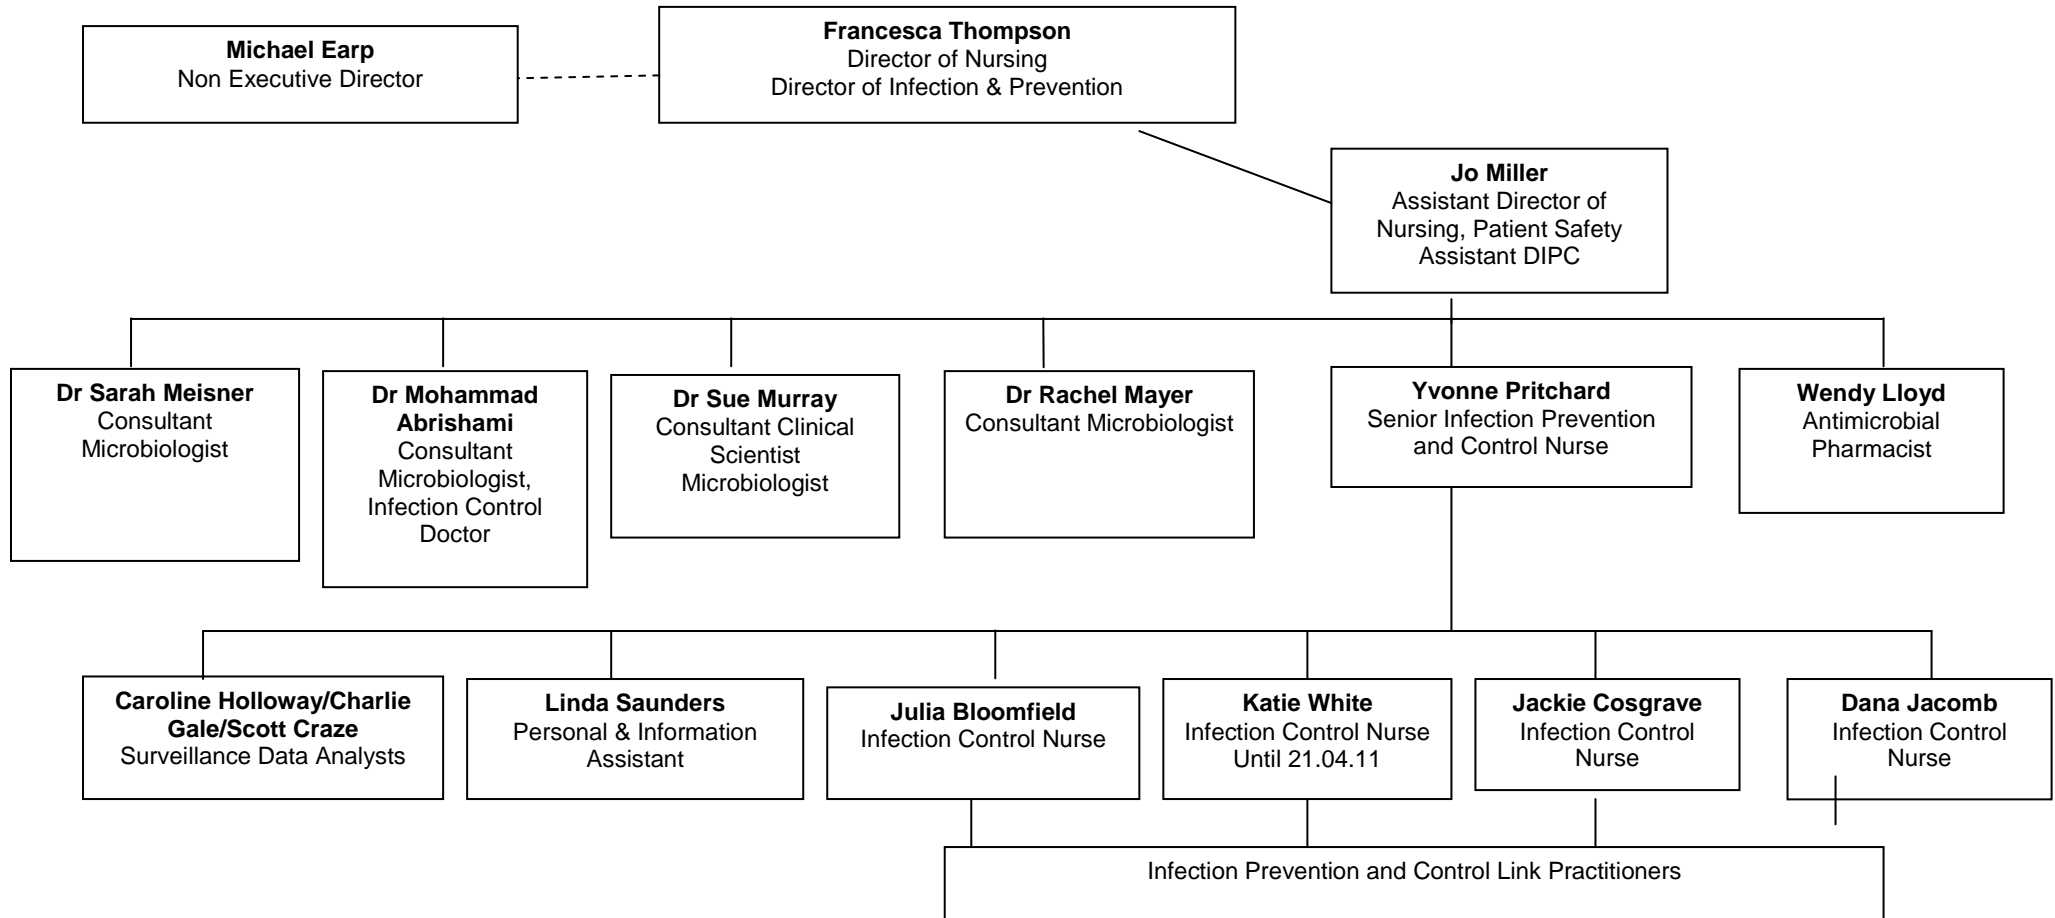 Michael Earp
Non Executive Director
Francesca Thompson
Director of Nursing
Director of Infection & Prevention
Jo Miller
Assistant Director of
Nursing, Patient Safety
Assistant DIPC
Dr Sarah Meisner
Consultant
Microbiologist
Dr Mohammad
Abrishami
Consultant
Microbiologist,
Infection Control
Doctor
Dr Sue Murray
Consultant Clinical
Scientist
Microbiologist
Dr Rachel Mayer
Consultant Microbiologist
Yvonne Pritchard
Senior Infection Prevention
and Control Nurse
Wendy Lloyd
Antimicrobial
Pharmacist
Caroline Holloway/Charlie
Gale/Scott Craze
Surveillance Data Analysts
Linda Saunders
Personal & Information
Assistant
Julia Bloomfield
Infection Control Nurse
Katie White
Infection Control Nurse
Until 21.04.11
Jackie Cosgrave
Infection Control
Nurse
Dana Jacomb
Infection Control
Nurse
Infection Prevention and Control Link Practitioners